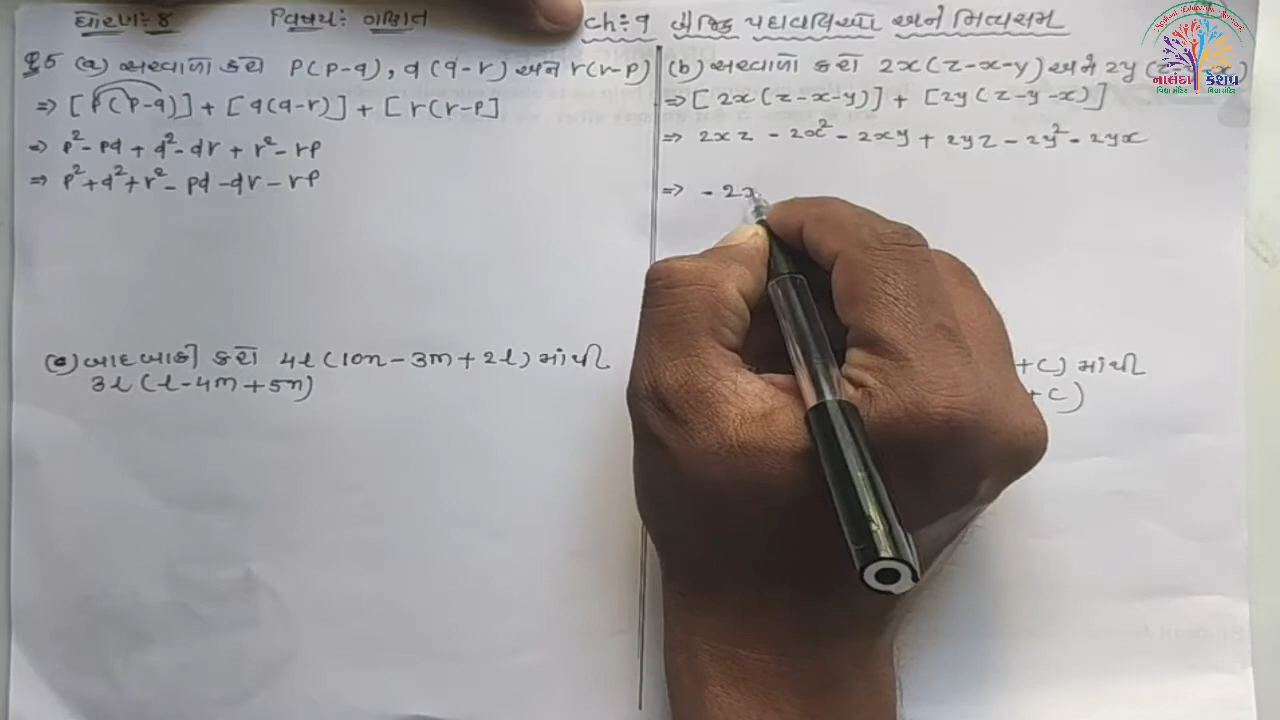 ધોરણ: ૪ વિષય: ગણિત Ch: 9 બૈજિક પદાવલિઓ અને નિત્યસમ
Q 5 (a) સરવાળો કરો P(P-q), q(q-r) અને r(r-p)
⇒ [P(P-q)] + [q(q-r)] + [r(r-p]
⇒ p² - pq + q² - qr + r² - rp
⇒ p² + q² + r² - pq - qr - rp
(b) સરવાળો કરો 2x(z-x-y) અને 2y
⇒ [2x(z-x-y)] + [2y(z-y-x)]
⇒ 2xz - 2x² - 2xy + 2yz - 2y² - 2yx
⇒ - 2x
(c) બાદબાકી કરો 4l(10n-3m+2l) માંથી
3l(l-4m+5n)
+c) માંથી
+c)
નાલંદા કેશવ
વિદ્યા મંદિર વિદ્યા મંદિર